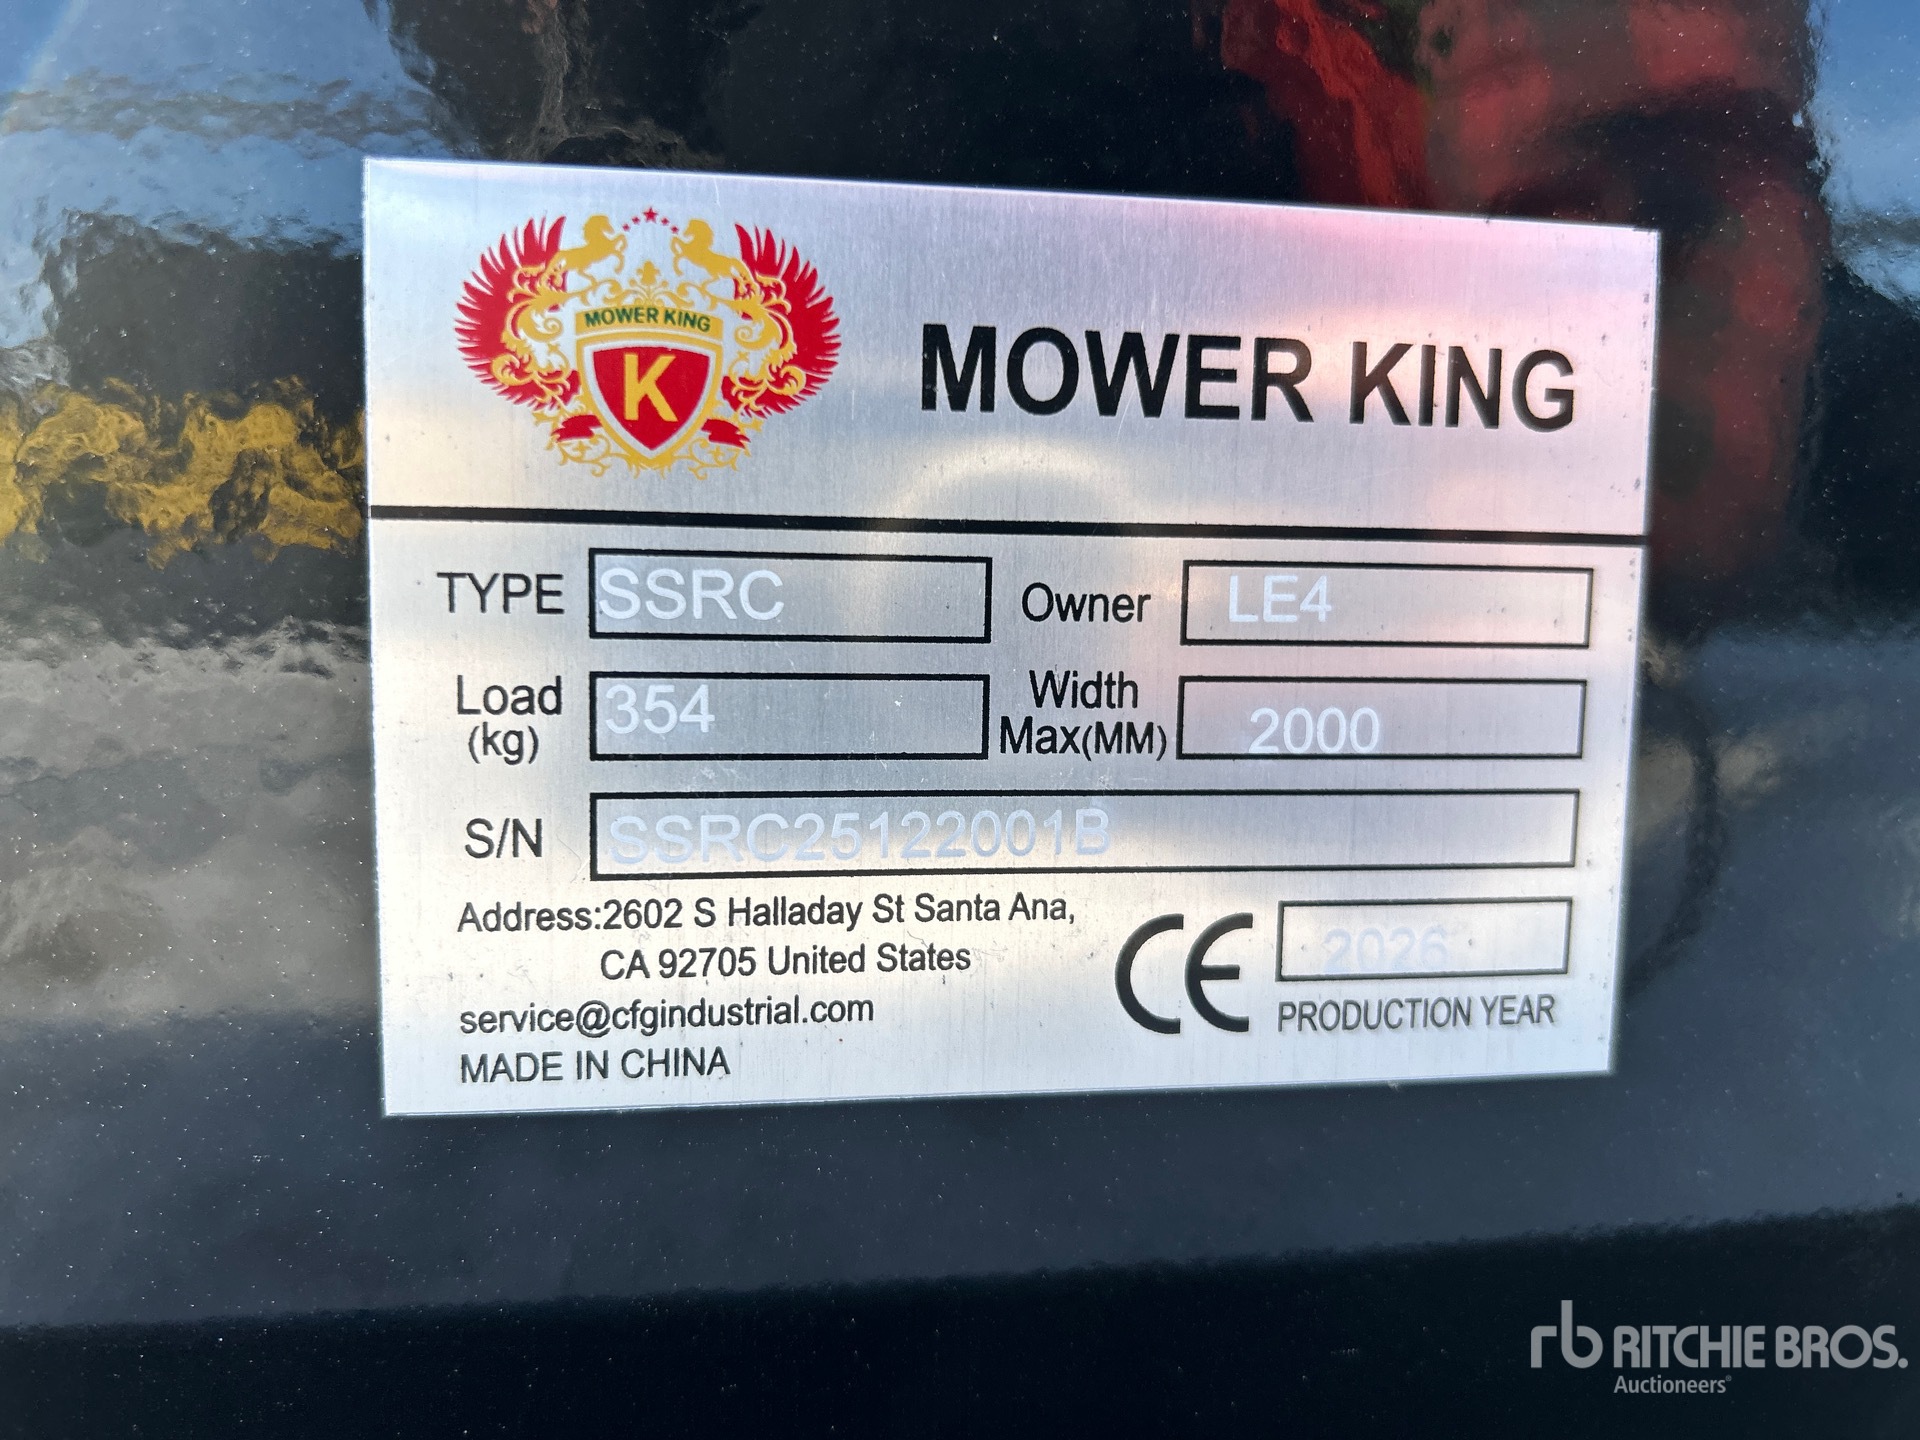 MOWER KING
K
MOWER KING
TYPE SSRC Owner LE4
Load (kg) 354 Width Max(MM) 2000
S/N SSRC25122001B
Address:2602 S Halladay St Santa Ana,
CA 92705 United States
service@cfgindustrial.com
MADE IN CHINA
CE 2026
PRODUCTION YEAR
rb RITCHIE BROS.
Auctioneers®